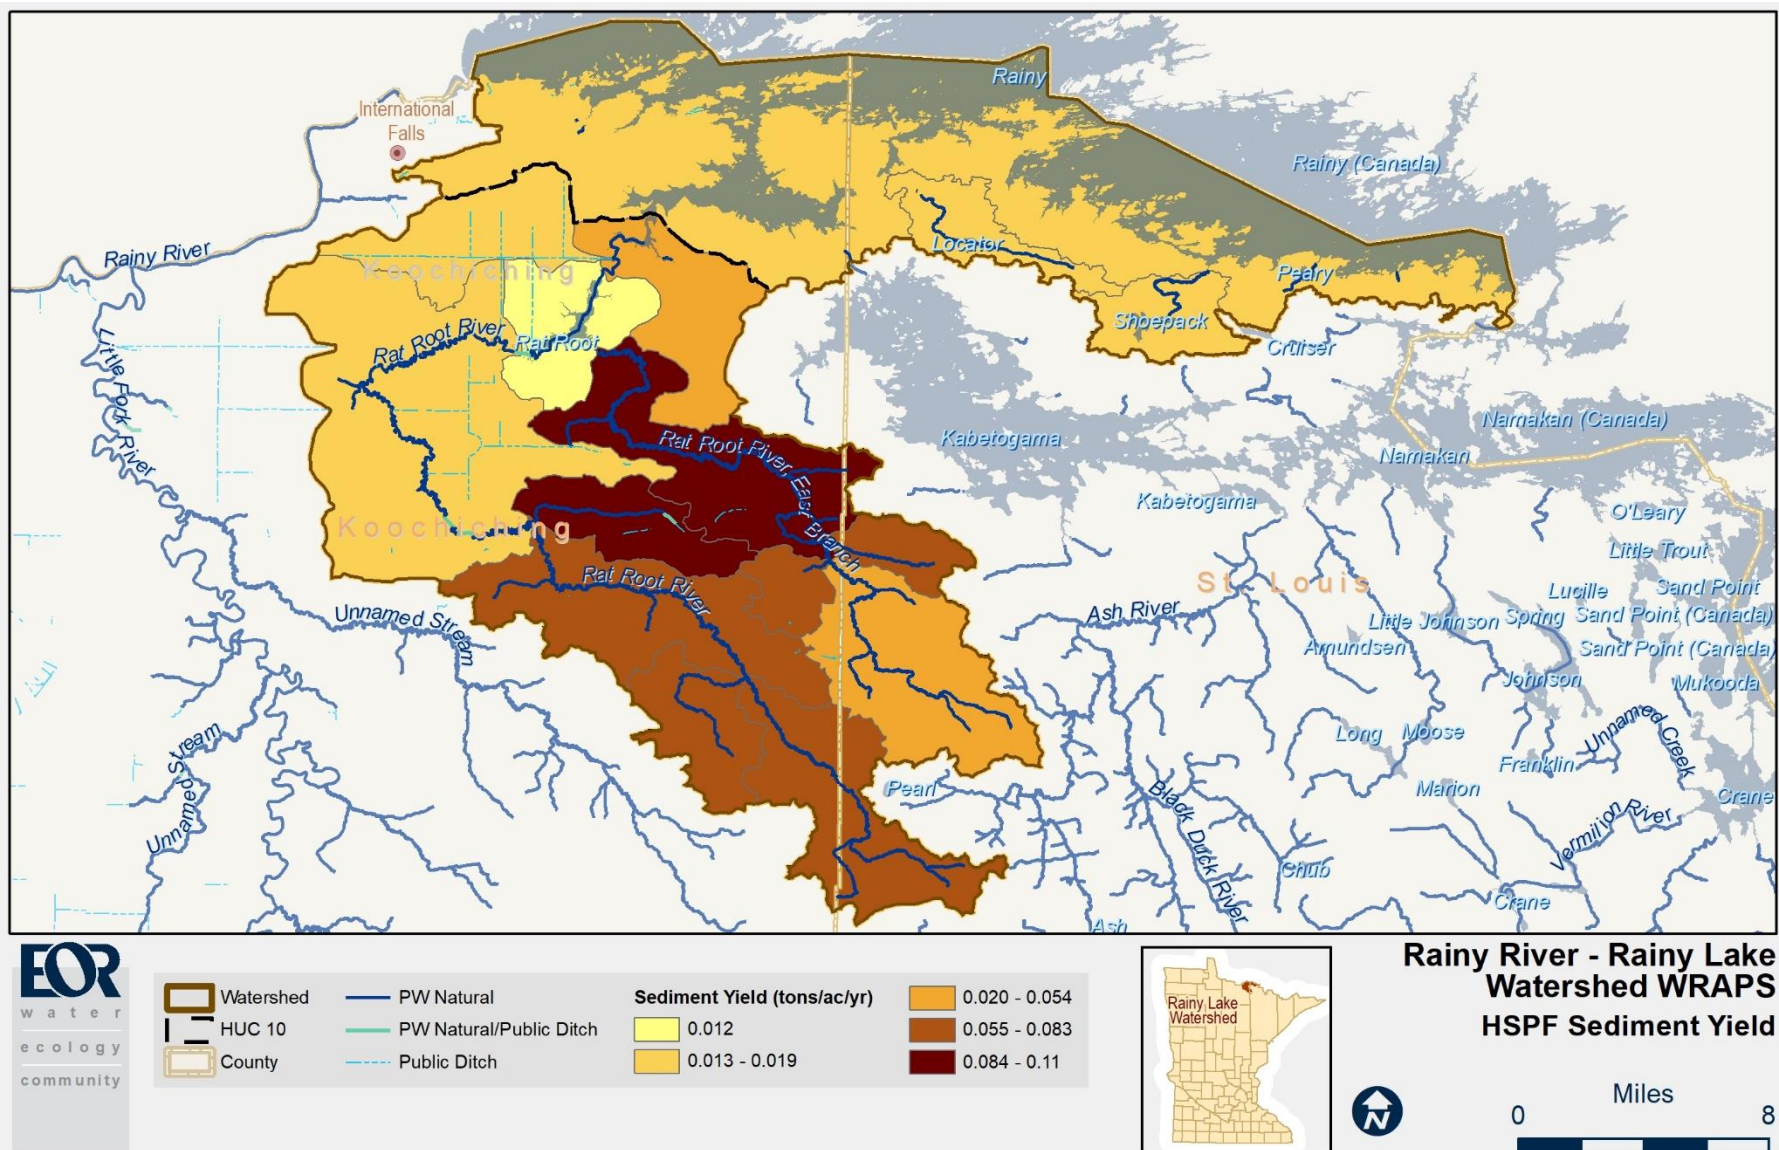 Rainy
International
Falls
Rainy (Canada)
Rainy River
Locator
Koochiching
Peary
Shoepack
Rat Root River
Rat Root
Cruiser
Little Fork River
Namakan (Canada)
Rat Root River, East Branch
Kabetogama
Namakan
Kabetogama
O'Leary
Koochiching
Little Trout
Rat Root River
St. Louis
Lucille
Sand Point
Unnamed Stream
Ash River
Little Johnson
Spring
Sand Point (Canada)
Amundsen
Sand Point (Canada)
Johnson
Mukooda
Unnamed Stream
Long
Moose
Unnamed Creek
Franklin
Pearl
Marion
Crane
Black Duck River
Vermilion River
Chub
Crane
Ash
EOR
water
ecology
community
Watershed
HUC 10
County
PW Natural
PW Natural/Public Ditch
Public Ditch
Sediment Yield (tons/ac/yr)
0.012
0.013 - 0.019
0.020 - 0.054
0.055 - 0.083
0.084 - 0.11
Rainy Lake
Watershed
Rainy River - Rainy Lake
Watershed WRAPS
HSPF Sediment Yield
N
Miles
0 8